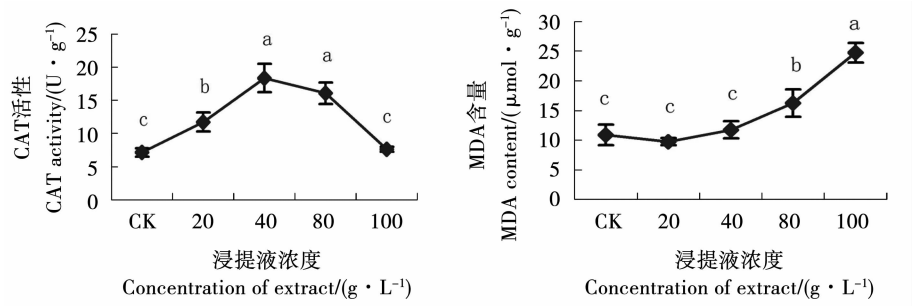 CAT活性
CAT activity/(U·g⁻¹)
25
20
15
10
5
0
c
b
a
a
c
CK 20 40 80 100
浸提液浓度
Concentration of extract/(g·L⁻¹)
MDA含量
MDA content/(μmol·g⁻¹)
30
25
20
15
10
5
0
c
c
c
b
a
CK 20 40 80 100
浸提液浓度
Concentration of extract/(g·L⁻¹)